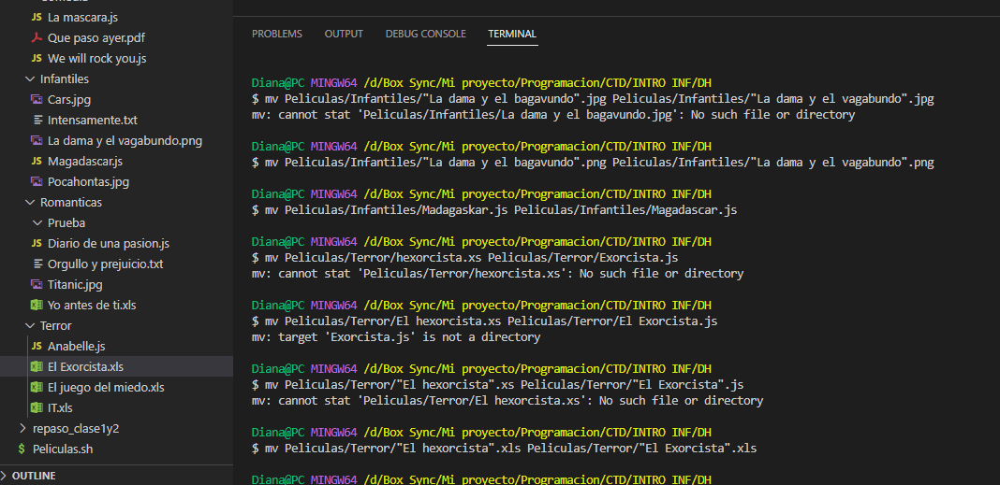 JS La mascara.js
Que paso ayer.pdf
JS We will rock you.js
Infantiles
Cars.jpg
Intensamente.txt
La dama y el vagabundo.png
JS Magadascar.js
Pocahontas.jpg
Romanticas
Prueba
JS Diario de una pasion.js
Orgullo y prejuicio.txt
Titanic.jpg
Yo antes de ti.xls
Terror
JS Anabelle.js
El Exorcista.xls
El juego del miedo.xls
IT.xls
repaso_clase1y2
$ Peliculas.sh
OUTLINE
PROBLEMS OUTPUT DEBUG CONSOLE TERMINAL
Diana@PC MINGW64 /d/Box Sync/Mi proyecto/Programacion/CTD/INTRO INF/DH
$ mv Peliculas/Infantiles/"La dama y el bagavundo".jpg Peliculas/Infantiles/"La dama y el vagabundo".jpg
mv: cannot stat 'Peliculas/Infantiles/La dama y el bagavundo.jpg': No such file or directory
Diana@PC MINGW64 /d/Box Sync/Mi proyecto/Programacion/CTD/INTRO INF/DH
$ mv Peliculas/Infantiles/"La dama y el bagavundo".png Peliculas/Infantiles/"La dama y el vagabundo".png
Diana@PC MINGW64 /d/Box Sync/Mi proyecto/Programacion/CTD/INTRO INF/DH
$ mv Peliculas/Infantiles/Madagaskar.js Peliculas/Infantiles/Magadascar.js
Diana@PC MINGW64 /d/Box Sync/Mi proyecto/Programacion/CTD/INTRO INF/DH
$ mv Peliculas/Terror/hexorcista.xs Peliculas/Terror/Exorcista.js
mv: cannot stat 'Peliculas/Terror/hexorcista.xs': No such file or directory
Diana@PC MINGW64 /d/Box Sync/Mi proyecto/Programacion/CTD/INTRO INF/DH
$ mv Peliculas/Terror/El hexorcista.xs Peliculas/Terror/El Exorcista.js
mv: target 'Exorcista.js' is not a directory
Diana@PC MINGW64 /d/Box Sync/Mi proyecto/Programacion/CTD/INTRO INF/DH
$ mv Peliculas/Terror/"El hexorcista".xs Peliculas/Terror/"El Exorcista".js
mv: cannot stat 'Peliculas/Terror/El hexorcista.xs': No such file or directory
Diana@PC MINGW64 /d/Box Sync/Mi proyecto/Programacion/CTD/INTRO INF/DH
$ mv Peliculas/Terror/"El hexorcista".xls Peliculas/Terror/"El Exorcista".xls
Diana@PC MINGW64 /d/Box Sync/Mi proyecto/Programacion/CTD/INTRO INF/DH